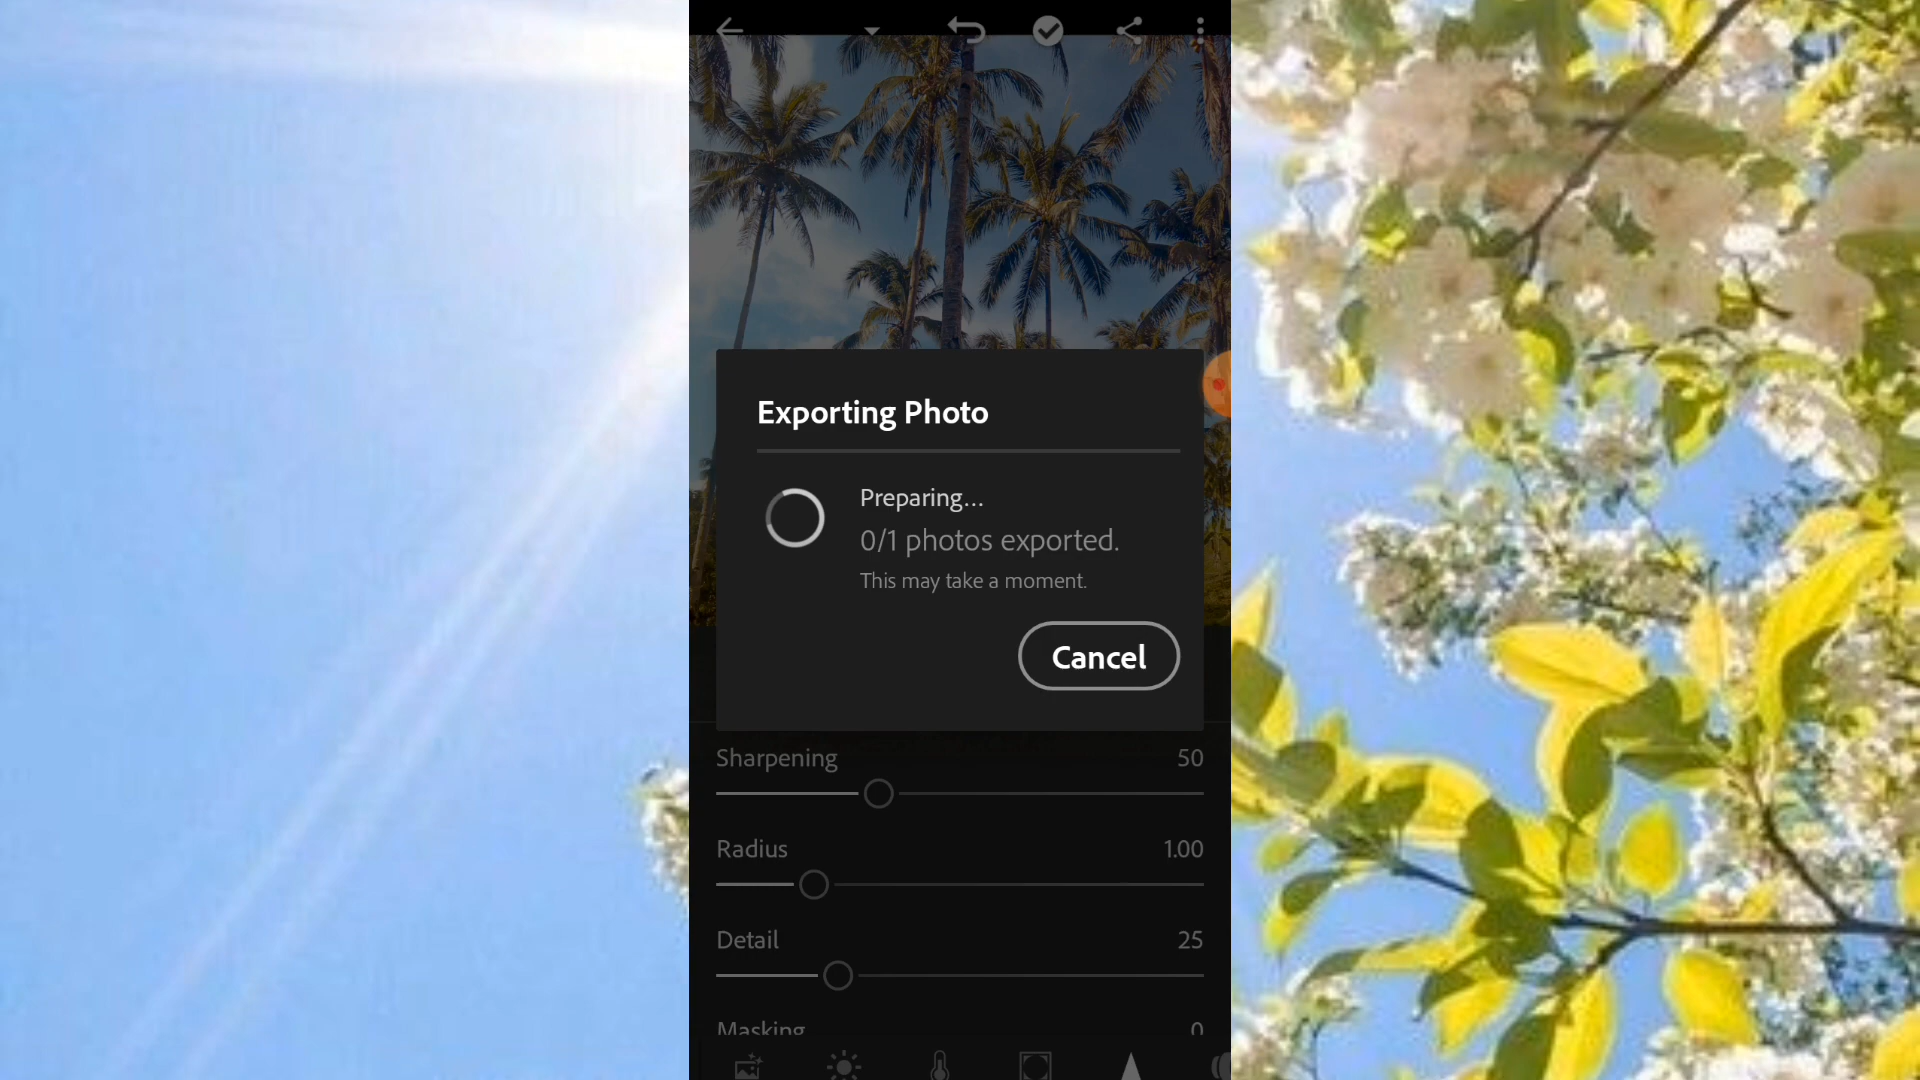 Exporting Photo
Preparing...
0/1 photos exported.
This may take a moment.
Cancel
Sharpening 50
Radius 1.00
Detail 25
Masking 0